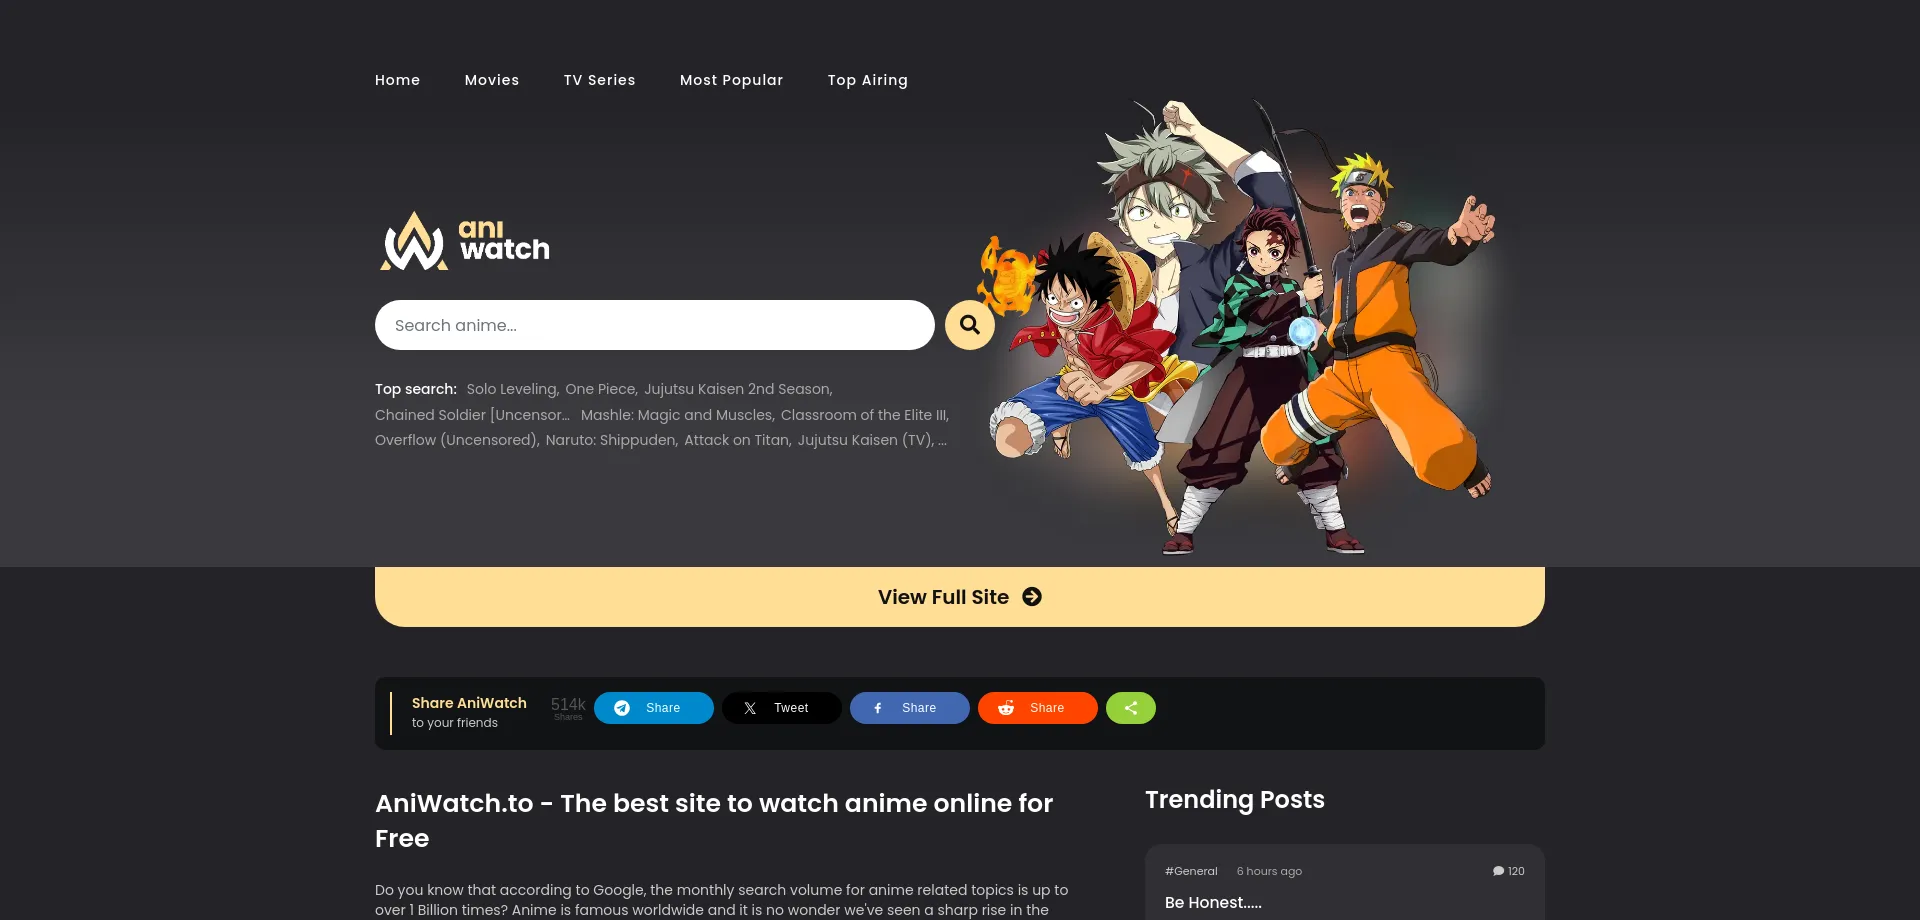 Home Movies TV Series Most Popular Top Airing
ani
watch
Search anime...
Top search: Solo Leveling, One Piece, Jujutsu Kaisen 2nd Season,
Chained Soldier [Uncensor... Mashle: Magic and Muscles, Classroom of the Elite III,
Overflow (Uncensored), Naruto: Shippuden, Attack on Titan, Jujutsu Kaisen (TV), ...
View Full Site
Share AniWatch
to your friends
514k
Shares
Share
Tweet
Share
Share
AniWatch.to - The best site to watch anime online for
Free
Do you know that according to Google, the monthly search volume for anime related topics is up to
over 1 Billion times? Anime is famous worldwide and it is no wonder we've seen a sharp rise in the
Trending Posts
#General 6 hours ago 120
Be Honest.....